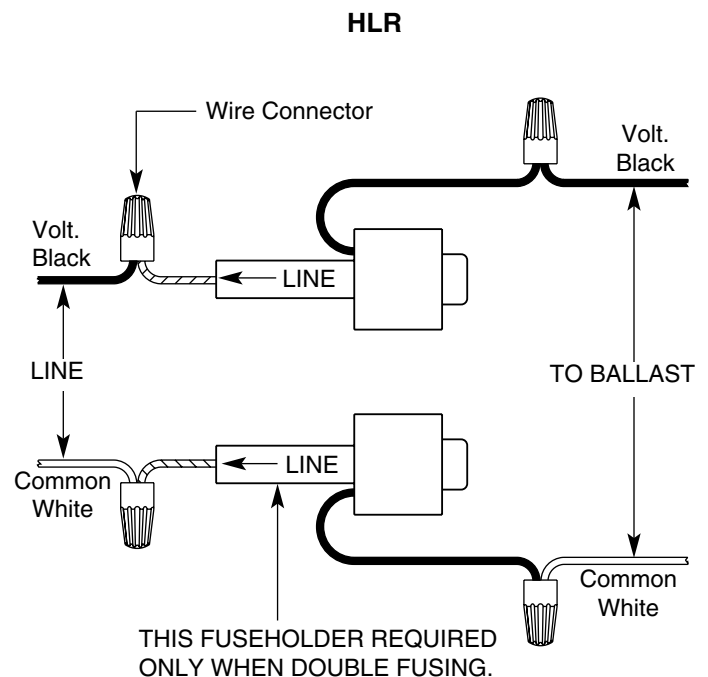 HLR
Wire Connector
Volt.
Black
Volt.
Black
LINE
LINE
TO BALLAST
LINE
Common
White
Common
White
THIS FUSEHOLDER REQUIRED
ONLY WHEN DOUBLE FUSING.